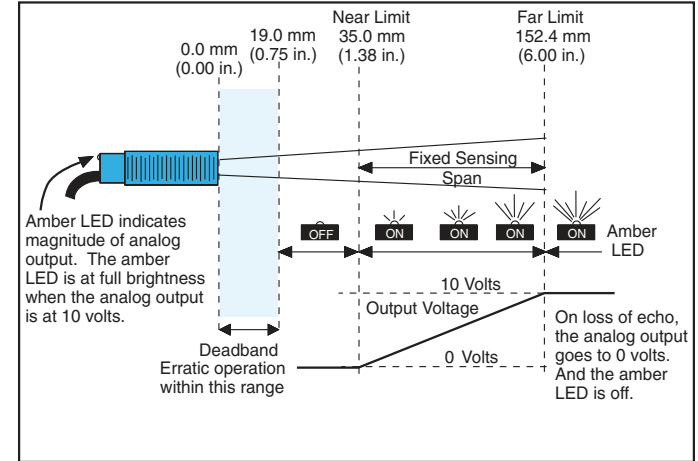 0.0 mm
(0.00 in.)
19.0 mm
(0.75 in.)
Near Limit
35.0 mm
(1.38 in.)
Far Limit
152.4 mm
(6.00 in.)
Fixed Sensing
Span
Amber LED indicates
magnitude of analog
output. The amber
LED is at full brightness
when the analog output
is at 10 volts.
OFF
ON
ON
ON
ON
Amber
LED
10 Volts
Output Voltage
0 Volts
Deadband
Erratic operation
within this range
On loss of echo,
the analog output
goes to 0 volts.
And the amber
LED is off.